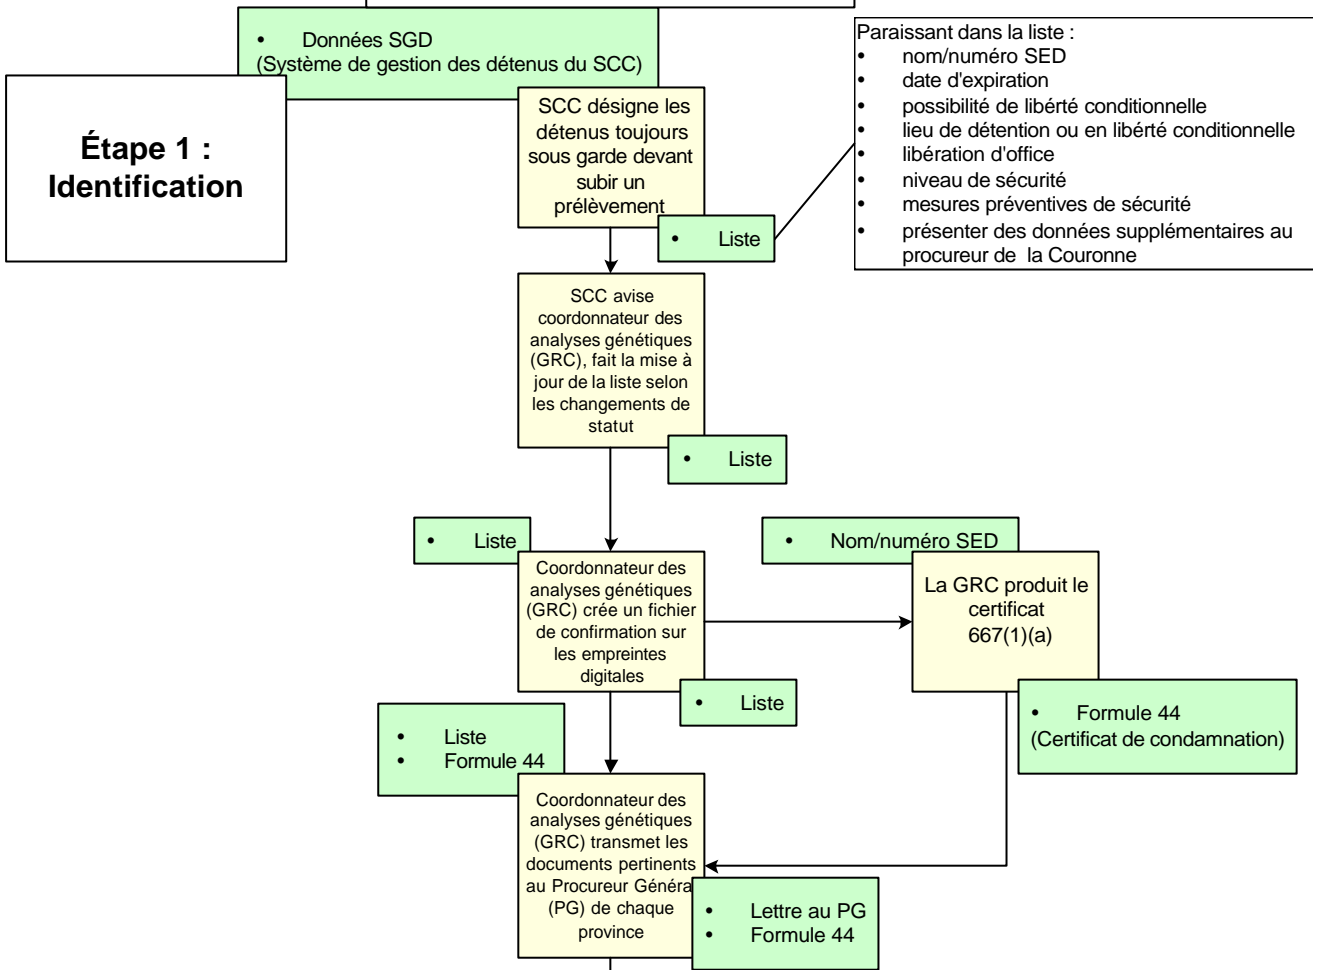 • Données SGD
(Système de gestion des détenus du SCC)
Étape 1 :
Identification
SCC désigne les
détenus toujours
sous garde devant
subir un
prélèvement
• Liste
Paraissant dans la liste :
• nom/numéro SED
• date d'expiration
• possibilité de libérté conditionnelle
• lieu de détention ou en libérté conditionnelle
• libération d'office
• niveau de sécurité
• mesures préventives de sécurité
• présenter des données supplémentaires au
procureur de la Couronne
SCC avise
coordonnateur des
analyses génétiques
(GRC), fait la mise à
jour de la liste selon
les changements de
statut
• Liste
• Liste
Coordonnateur des
analyses génétiques
(GRC) crée un fichier
de confirmation sur
les empreintes
digitales
• Liste
• Nom/numéro SED
La GRC produit le
certificat
667(1)(a)
• Formule 44
(Certificat de condamnation)
• Liste
• Formule 44
Coordonnateur des
analyses génétiques
(GRC) transmet les
documents pertinents
au Procureur Généra
(PG) de chaque
province
• Lettre au PG
• Formule 44